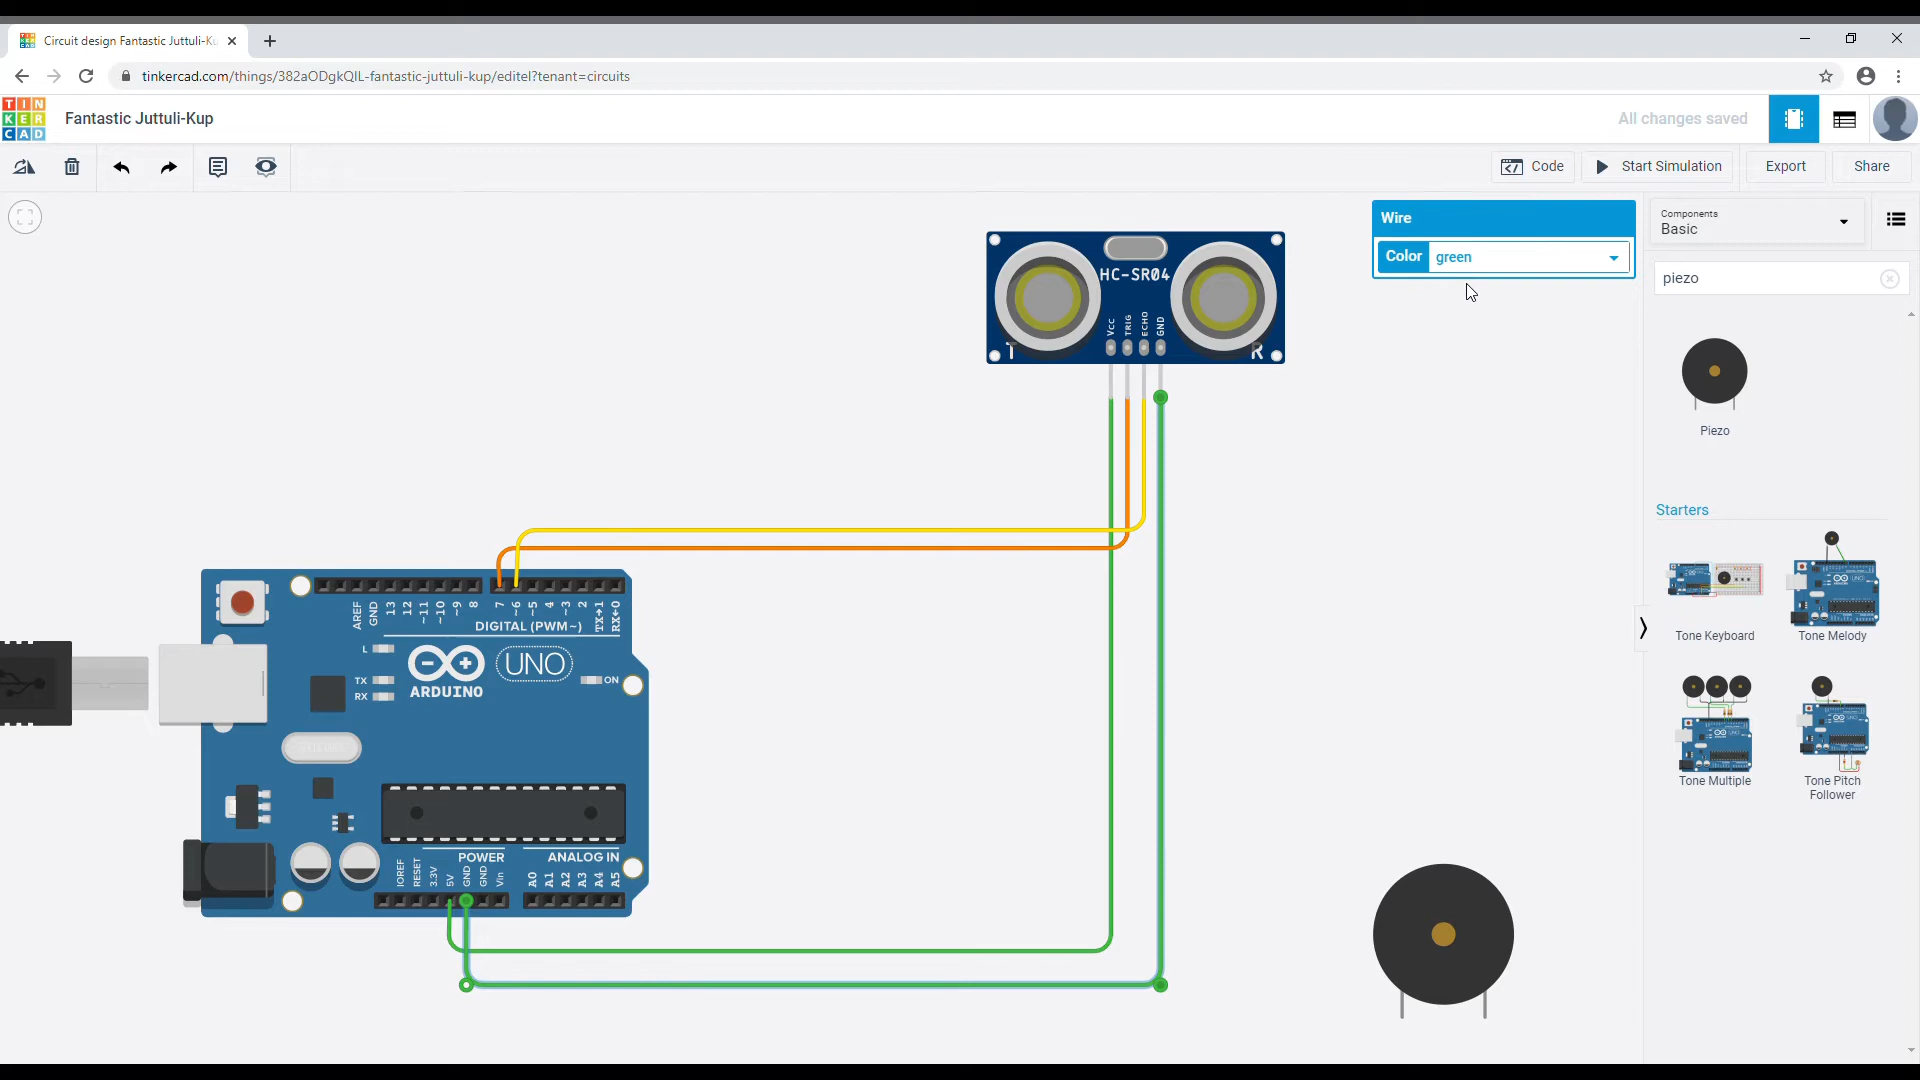 Circuit design Fantastic Juttuli-Ku
tinkercad.com/things/382aODgkQIL-fantastic-juttuli-kup/editel?tenant=circuits
TIN
KER
CAD
Fantastic Juttuli-Kup
All changes saved
Code
Start Simulation
Export
Share
Wire
Color
green
Components
Basic
piezo
Piezo
Starters
Tone Keyboard
Tone Melody
Tone Multiple
Tone Pitch
Follower
HC-SR04
Vcc
TRIG
ECHO
GND
T
R
AREF
GND
13
12
~11
~10
~9
8
7
~6
~5
4
~3
2
TX→1
RX←0
DIGITAL (PWM~)
L
TX
RX
ARDUINO
UNO
ON
POWER
ANALOG IN
IOREF
RESET
3.3V
5V
GND
GND
Vin
A0
A1
A2
A3
A4
A5